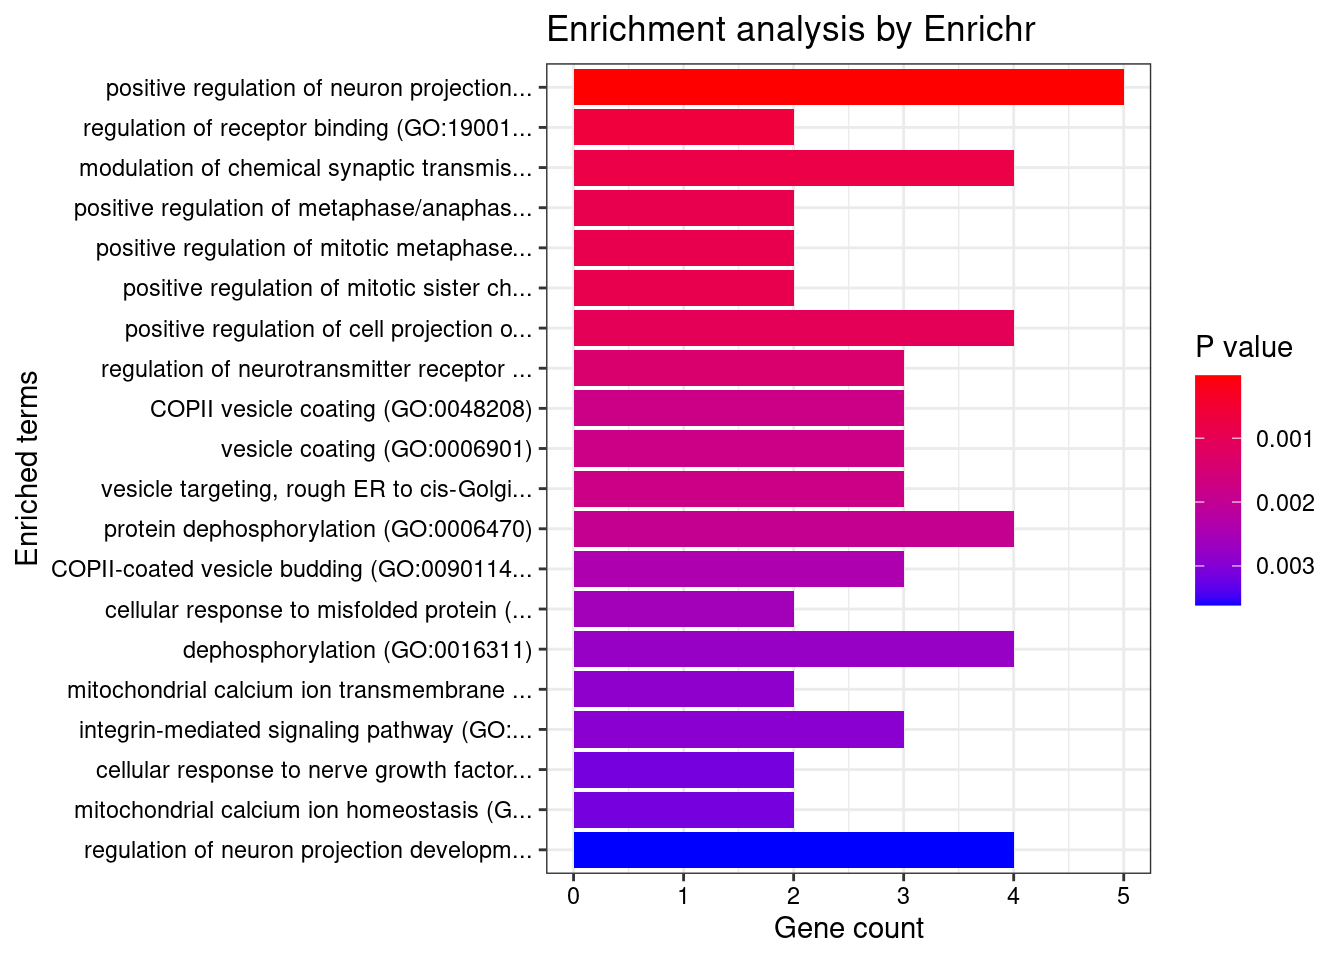 Enrichment analysis by Enrichr
positive regulation of neuron projection...
regulation of receptor binding (GO:19001...
modulation of chemical synaptic transmis...
positive regulation of metaphase/anaphas...
positive regulation of mitotic metaphase...
positive regulation of mitotic sister ch...
positive regulation of cell projection o...
regulation of neurotransmitter receptor ...
COPII vesicle coating (GO:0048208)
vesicle coating (GO:0006901)
vesicle targeting, rough ER to cis-Golgi...
protein dephosphorylation (GO:0006470)
COPII-coated vesicle budding (GO:0090114...
cellular response to misfolded protein (...
dephosphorylation (GO:0016311)
mitochondrial calcium ion transmembrane ...
integrin-mediated signaling pathway (GO:...
cellular response to nerve growth factor...
mitochondrial calcium ion homeostasis (G...
regulation of neuron projection developm...
Enriched terms
0 1 2 3 4 5
Gene count
P value
0.001
0.002
0.003